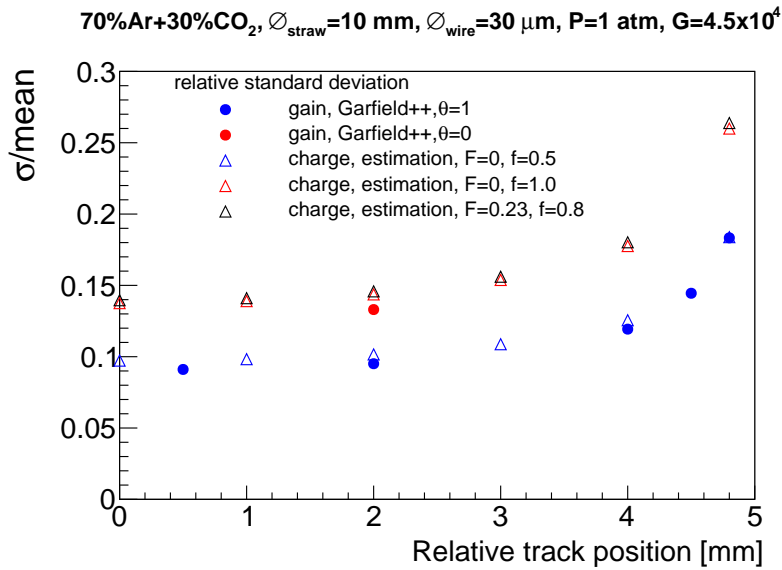 70%Ar+30%CO₂, ∅straw=10 mm, ∅wire=30 μm, P=1 atm, G=4.5x10⁴
σ/mean
0.3
0.25
0.2
0.15
0.1
0.05
0
relative standard deviation
gain, Garfield++,θ=1
gain, Garfield++,θ=0
charge, estimation, F=0, f=0.5
charge, estimation, F=0, f=1.0
charge, estimation, F=0.23, f=0.8
0 1 2 3 4 5
Relative track position [mm]